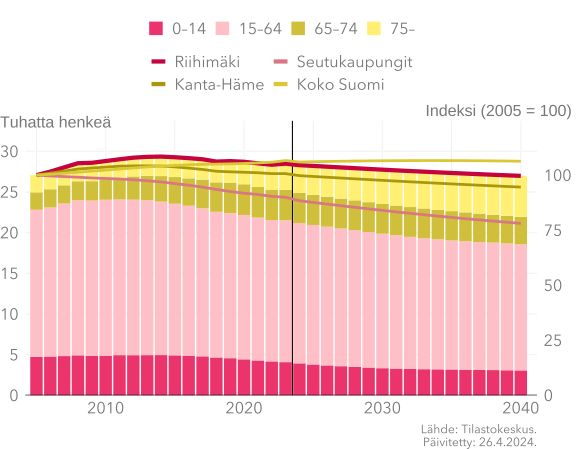 0–14 15–64 65–74 75–
Riihimäki Seutukaupungit
Kanta-Häme Koko Suomi
Indeksi (2005 = 100)
Tuhatta henkeä
30
25
20
15
10
5
0
100
75
50
25
0
2010 2020 2030 2040
Lähde: Tilastokeskus.
Päivitetty: 26.4.2024.